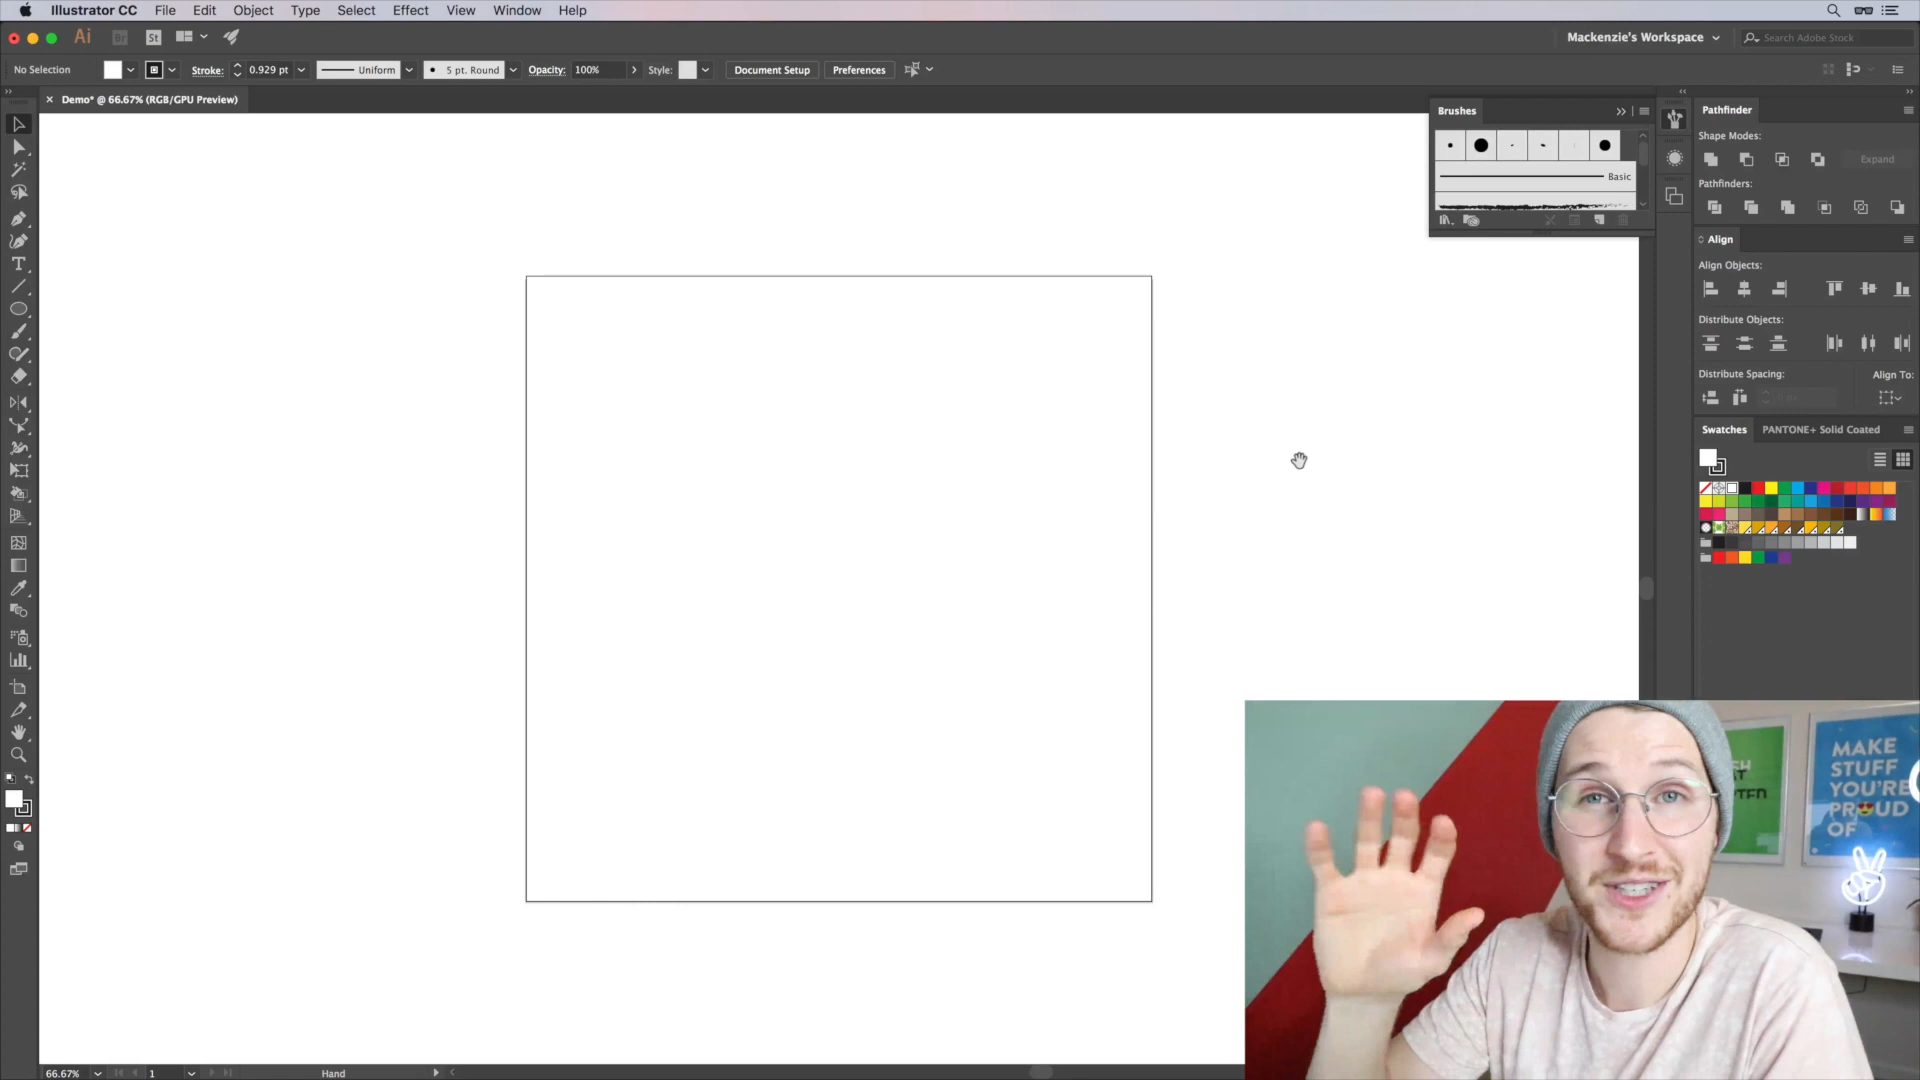 Illustrator CC File Edit Object Type Select Effect View Window Help
Ai Br St Mackenzie's Workspace Search Adobe Stock
No Selection Stroke: 0.929 pt Uniform 5 pt. Round Opacity: 100% Style: Document Setup Preferences
Demo* @ 66.67% (RGB/GPU Preview)
Brushes
Basic
Pathfinder
Shape Modes:
Expand
Pathfinders:
Align
Align Objects:
Distribute Objects:
Distribute Spacing: Align To:
Swatches PANTONE+ Solid Coated
MAKE
STUFF
YOU'RE
PROUD
OF
66.67% 1 Hand